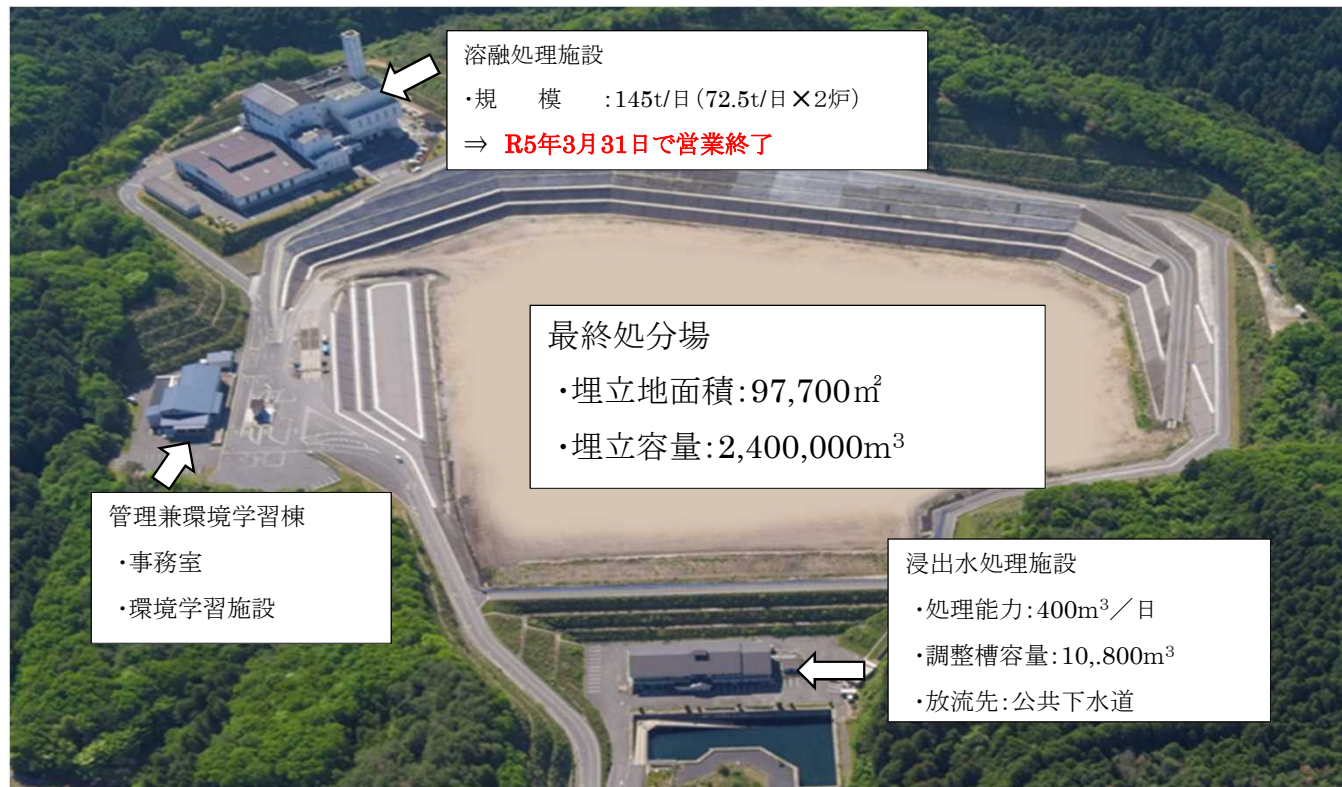 溶融処理施設
・規　模　:145t/日(72.5t/日×2炉)
⇒ R5年3月31日で営業終了
最終処分場
・埋立地面積:97,700㎡
・埋立容量:2,400,000m³
管理兼環境学習棟
・事務室
・環境学習施設
浸出水処理施設
・処理能力:400m³／日
・調整槽容量:10,.800m³
・放流先:公共下水道